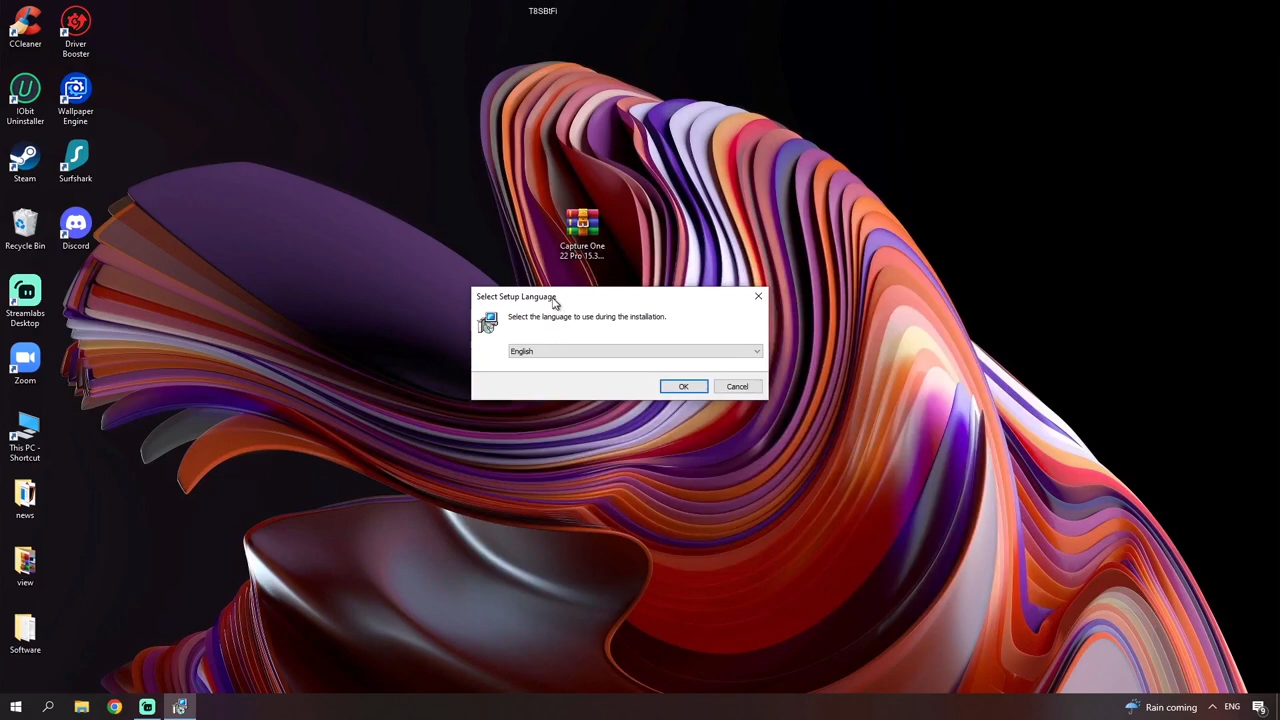 T8SBtFi
CCleaner
Driver
Booster
IObit
Uninstaller
Wallpaper
Engine
Steam
Surfshark
Recycle Bin
Discord
Streamlabs
Desktop
Zoom
This PC -
Shortcut
news
view
Software
Capture One
22 Pro 15.3...
Select Setup Language
Select the language to use during the installation.
English
OK
Cancel
Rain coming
ENG
9